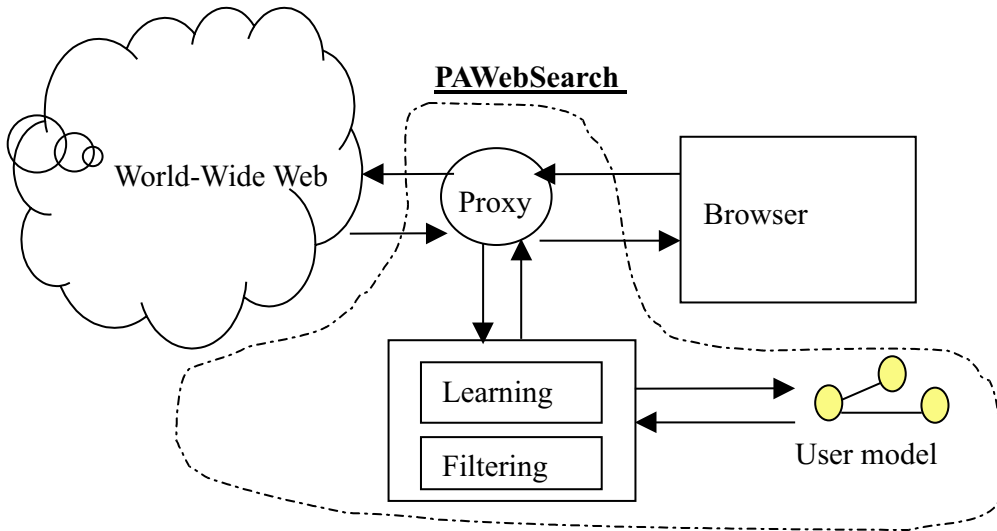 PAWebSearch
World-Wide Web
Proxy
Browser
Learning
Filtering
User model